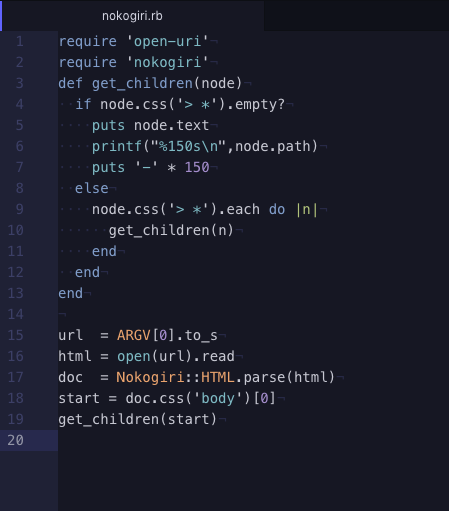 nokogiri.rb
1 require 'open-uri'¬
2 require 'nokogiri'¬
3 def get_children(node)¬
4 ··if node.css('> *').empty?¬
5 ····puts node.text¬
6 ····printf("%150s\n",node.path)¬
7 ····puts '-' * 150¬
8 ··else¬
9 ····node.css('> *').each do |n|¬
10 ······get_children(n)¬
11 ····end¬
12 ··end¬
13 end¬
14 ¬
15 url  = ARGV[0].to_s¬
16 html = open(url).read¬
17 doc  = Nokogiri::HTML.parse(html)¬
18 start = doc.css('body')[0]¬
19 get_children(start)¬
20